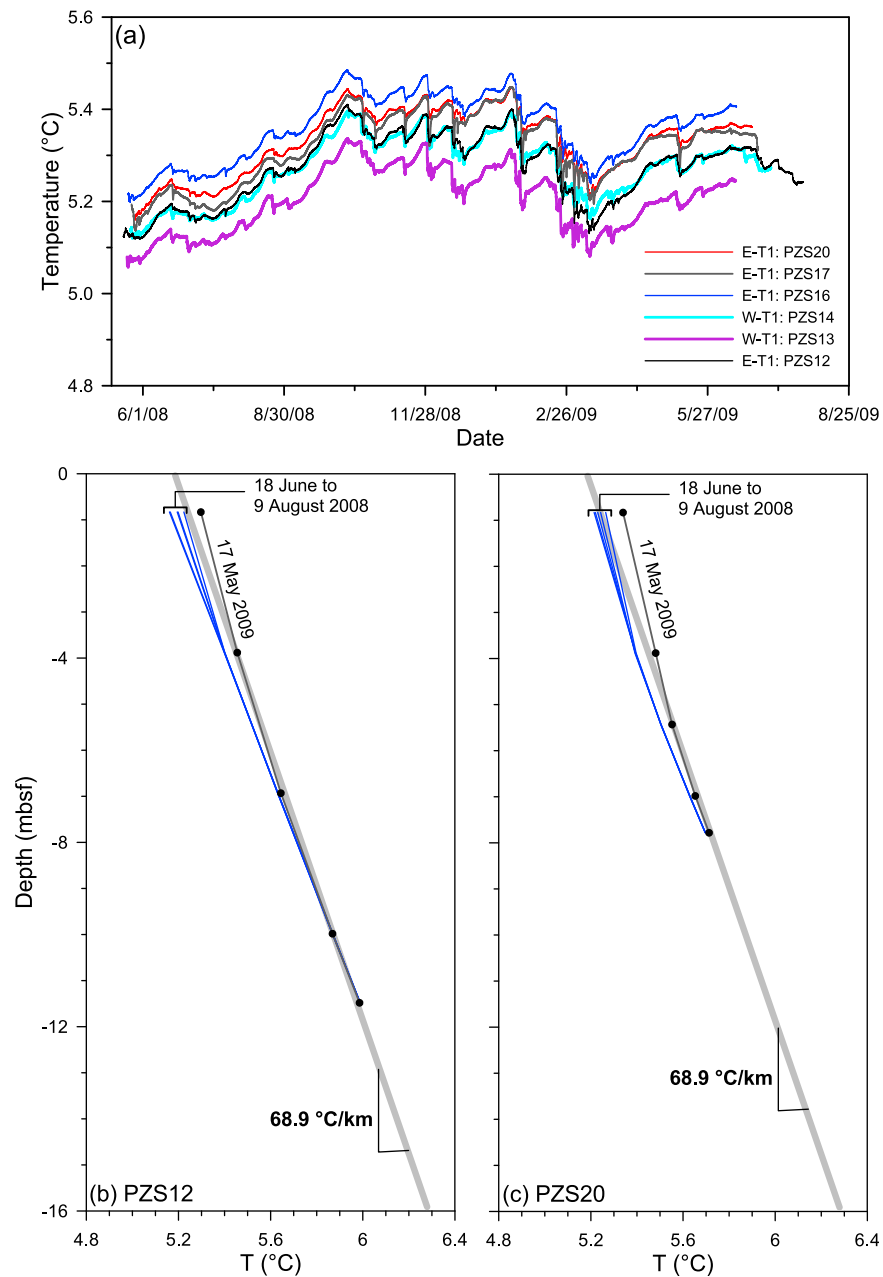 (a)
5.6
5.4
5.2
5.0
4.8
Temperature (°C)
E-T1: PZS20
E-T1: PZS17
E-T1: PZS16
W-T1: PZS14
W-T1: PZS13
E-T1: PZS12
6/1/08
8/30/08
11/28/08
2/26/09
5/27/09
8/25/09
Date
0
-4
-8
-12
-16
Depth (mbsf)
18 June to
9 August 2008
17 May 2009
68.9 °C/km
(b) PZS12
4.8
5.2
5.6
6
6.4
T (°C)
18 June to
9 August 2008
17 May 2009
68.9 °C/km
(c) PZS20
4.8
5.2
5.6
6
6.4
T (°C)